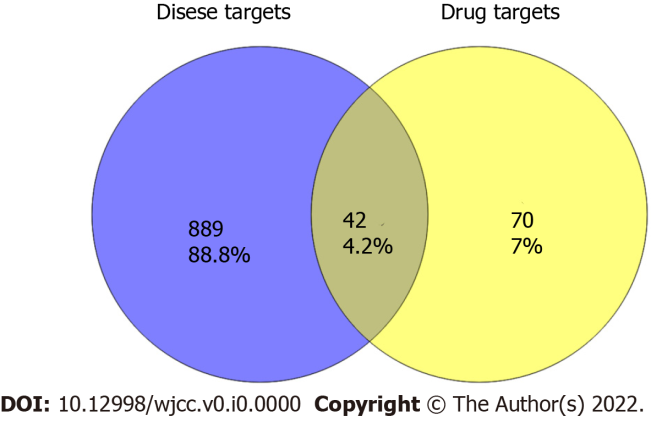 Disese targets
Drug targets
889
88.8%
42
4.2%
70
7%
DOI: 10.12998/wjcc.v0.i0.0000 Copyright © The Author(s) 2022.